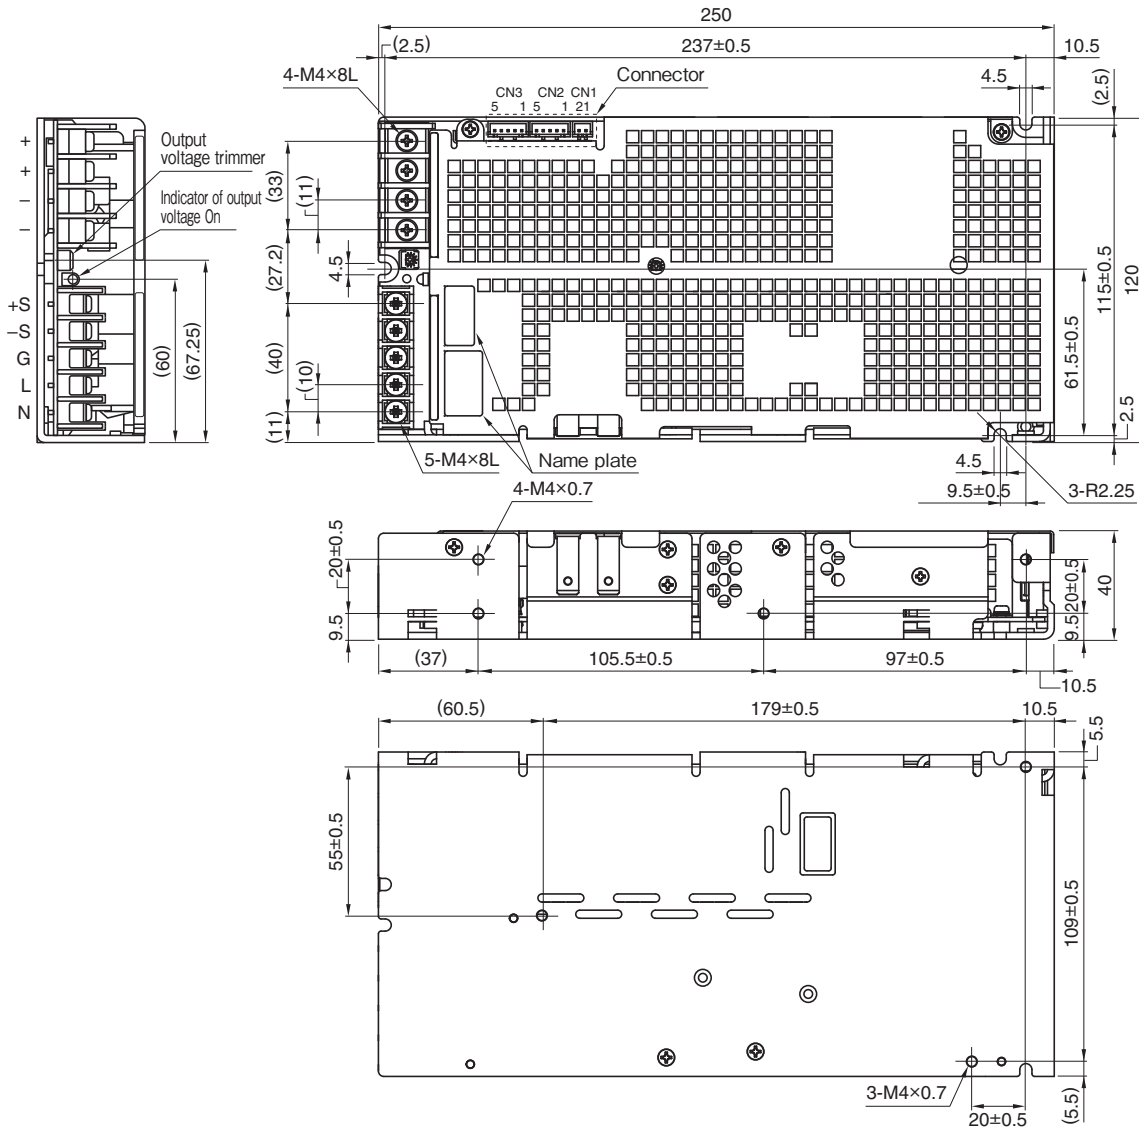 250
(2.5)
237±0.5
10.5
4-M4×8L
Connector
CN3 CN2 CN1
5 1 5 1 21
4.5
(2.5)
+
+
−
−
Output
voltage trimmer
Indicator of output
voltage On
+S
−S
G
L
N
(60)
(67.25)
(33)
(11)
(27.2)
4.5
(40)
(10)
(11)
115±0.5
120
61.5±0.5
2.5
5-M4×8L
Name plate
4.5
9.5±0.5
3-R2.25
4-M4×0.7
20±0.5
9.5
20±0.5
9.5
40
(37)
105.5±0.5
97±0.5
10.5
(60.5)
179±0.5
10.5
5.5
55±0.5
109±0.5
3-M4×0.7
20±0.5
(5.5)